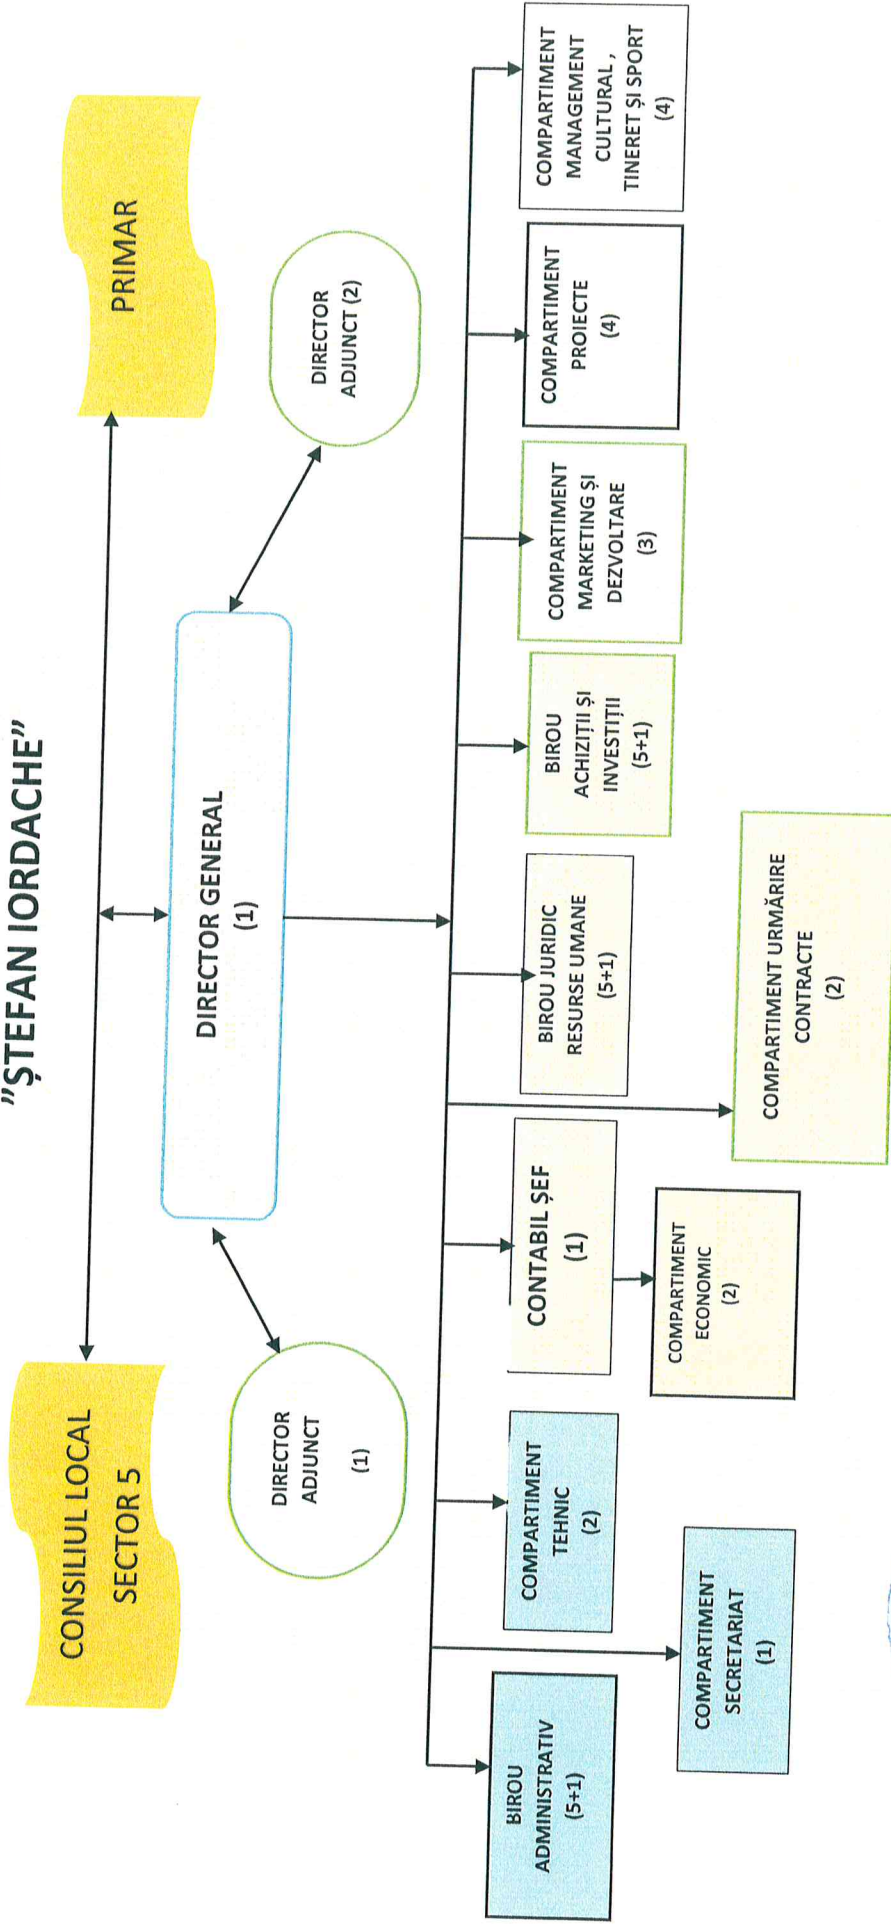 ”ȘTEFAN IORDACHE”
CONSILIUL LOCAL
SECTOR 5
PRIMAR
DIRECTOR GENERAL
(1)
DIRECTOR
ADJUNCT
(1)
DIRECTOR
ADJUNCT (2)
BIROU
ADMINISTRATIV
(5+1)
COMPARTIMENT
SECRETARIAT
(1)
COMPARTIMENT
TEHNIC
(2)
CONTABIL ȘEF
(1)
COMPARTIMENT
ECONOMIC
(2)
COMPARTIMENT URMĂRIRE
CONTRACTE
(2)
BIROU JURIDIC
RESURSE UMANE
(5+1)
BIROU
ACHIZIȚII ȘI
INVESTIȚII
(5+1)
COMPARTIMENT
MARKETING ȘI
DEZVOLTARE
(3)
COMPARTIMENT
PROIECTE
(4)
COMPARTIMENT
MANAGEMENT
CULTURAL ,
TINERET ȘI SPORT
(4)